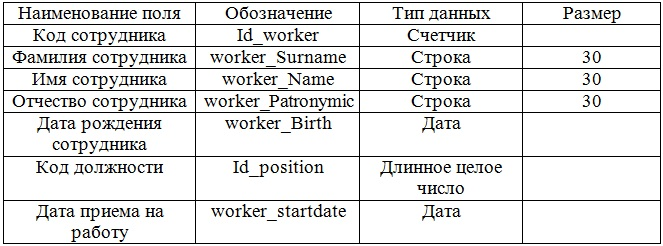 Наименование поля Обозначение Тип данных Размер
Код сотрудника Id_worker Счетчик
Фамилия сотрудника worker_Surname Строка 30
Имя сотрудника worker_Name Строка 30
Отчество сотрудника worker_Patronymic Строка 30
Дата рождения worker_Birth Дата
сотрудника
Код должности Id_position Длинное целое
число
Дата приема на worker_startdate Дата
работу